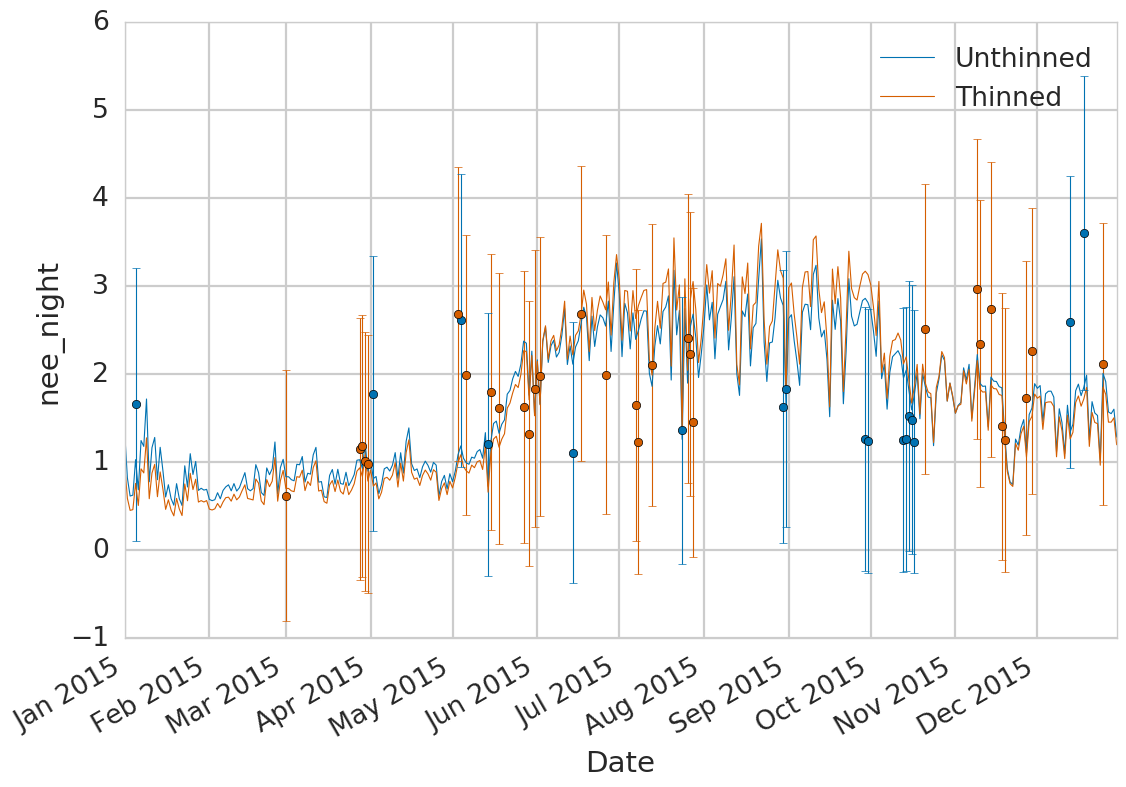 6
5
4
3
2
1
0
−1
nee_night
Unthinned
Thinned
Jan 2015
Feb 2015
Mar 2015
Apr 2015
May 2015
Jun 2015
Jul 2015
Aug 2015
Sep 2015
Oct 2015
Nov 2015
Dec 2015
Date